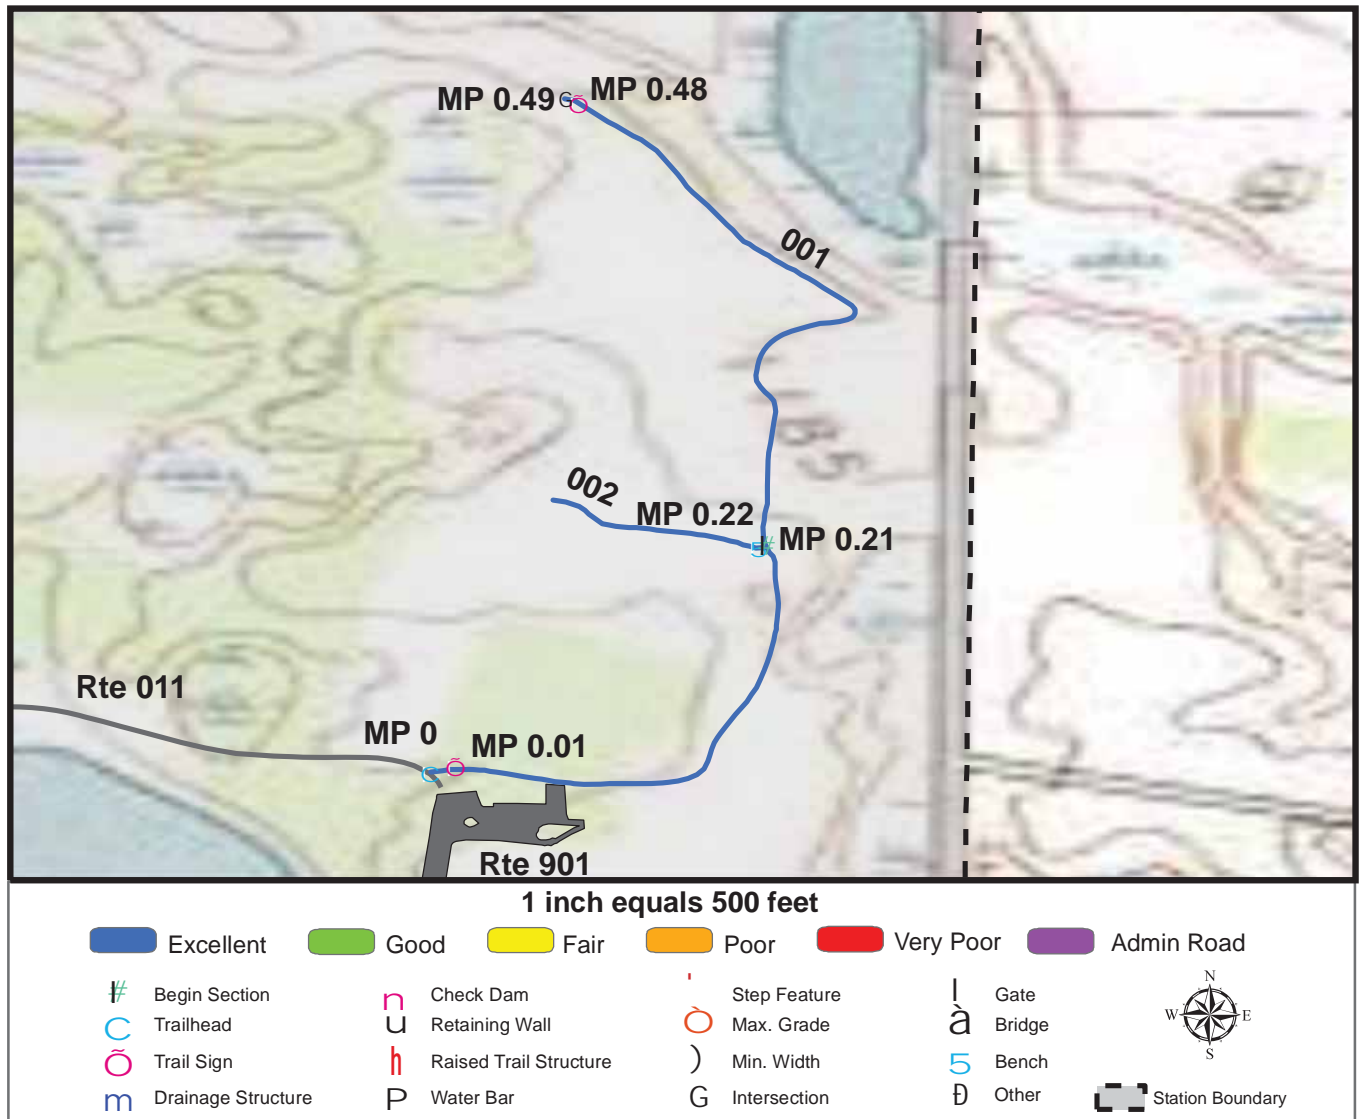 MP 0.49 G Õ MP 0.48
001
B5
002
MP 0.22
5 # MP 0.21
Rte 011
MP 0
MP 0.01
C Õ
Rte 901
1 inch equals 500 feet
Excellent Good Fair Poor Very Poor Admin Road
# Begin Section n Check Dam ' Step Feature l Gate
C Trailhead u Retaining Wall Ò Max. Grade à Bridge
Õ Trail Sign h Raised Trail Structure ) Min. Width 5 Bench
m Drainage Structure P Water Bar G Intersection Ð Other Station Boundary
N
W E
S